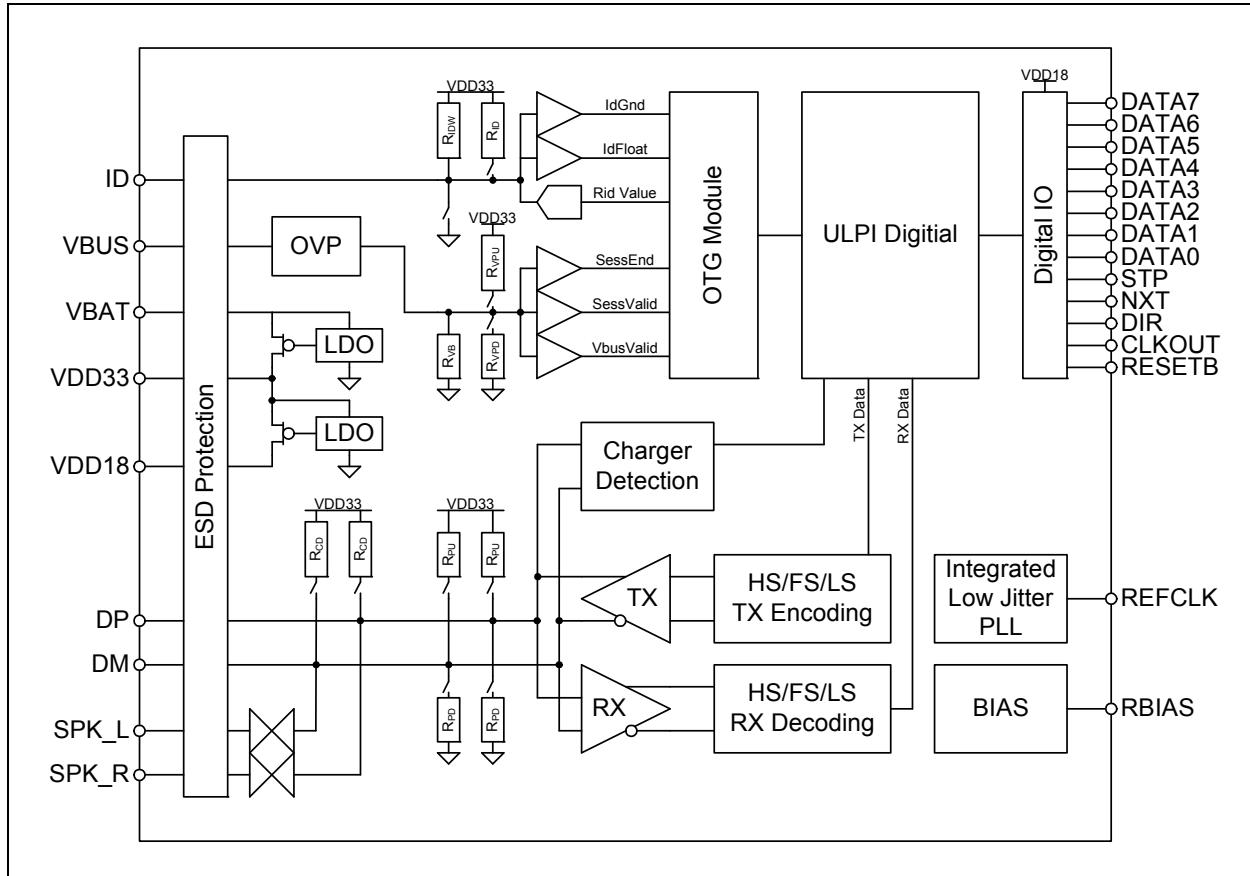 ID
VBUS
VBAT
VDD33
VDD18
DP
DM
SPK_L
SPK_R
ESD Protection
OVP
LDO
LDO
VDD33
RIDW
RID
VDD33
RVPU
RVB
RVPD
IdGnd
IdFloat
Rid Value
SessEnd
SessValid
VbusValid
OTG Module
ULPI Digitial
VDD18
Digital IO
DATA7
DATA6
DATA5
DATA4
DATA3
DATA2
DATA1
DATA0
STP
NXT
DIR
CLKOUT
RESETB
TX Data
RX Data
Charger
Detection
VDD33
RCD
RCD
VDD33
RPU
RPU
RPD
RPD
TX
HS/FS/LS
TX Encoding
RX
HS/FS/LS
RX Decoding
Integrated
Low Jitter
PLL
REFCLK
BIAS
RBIAS